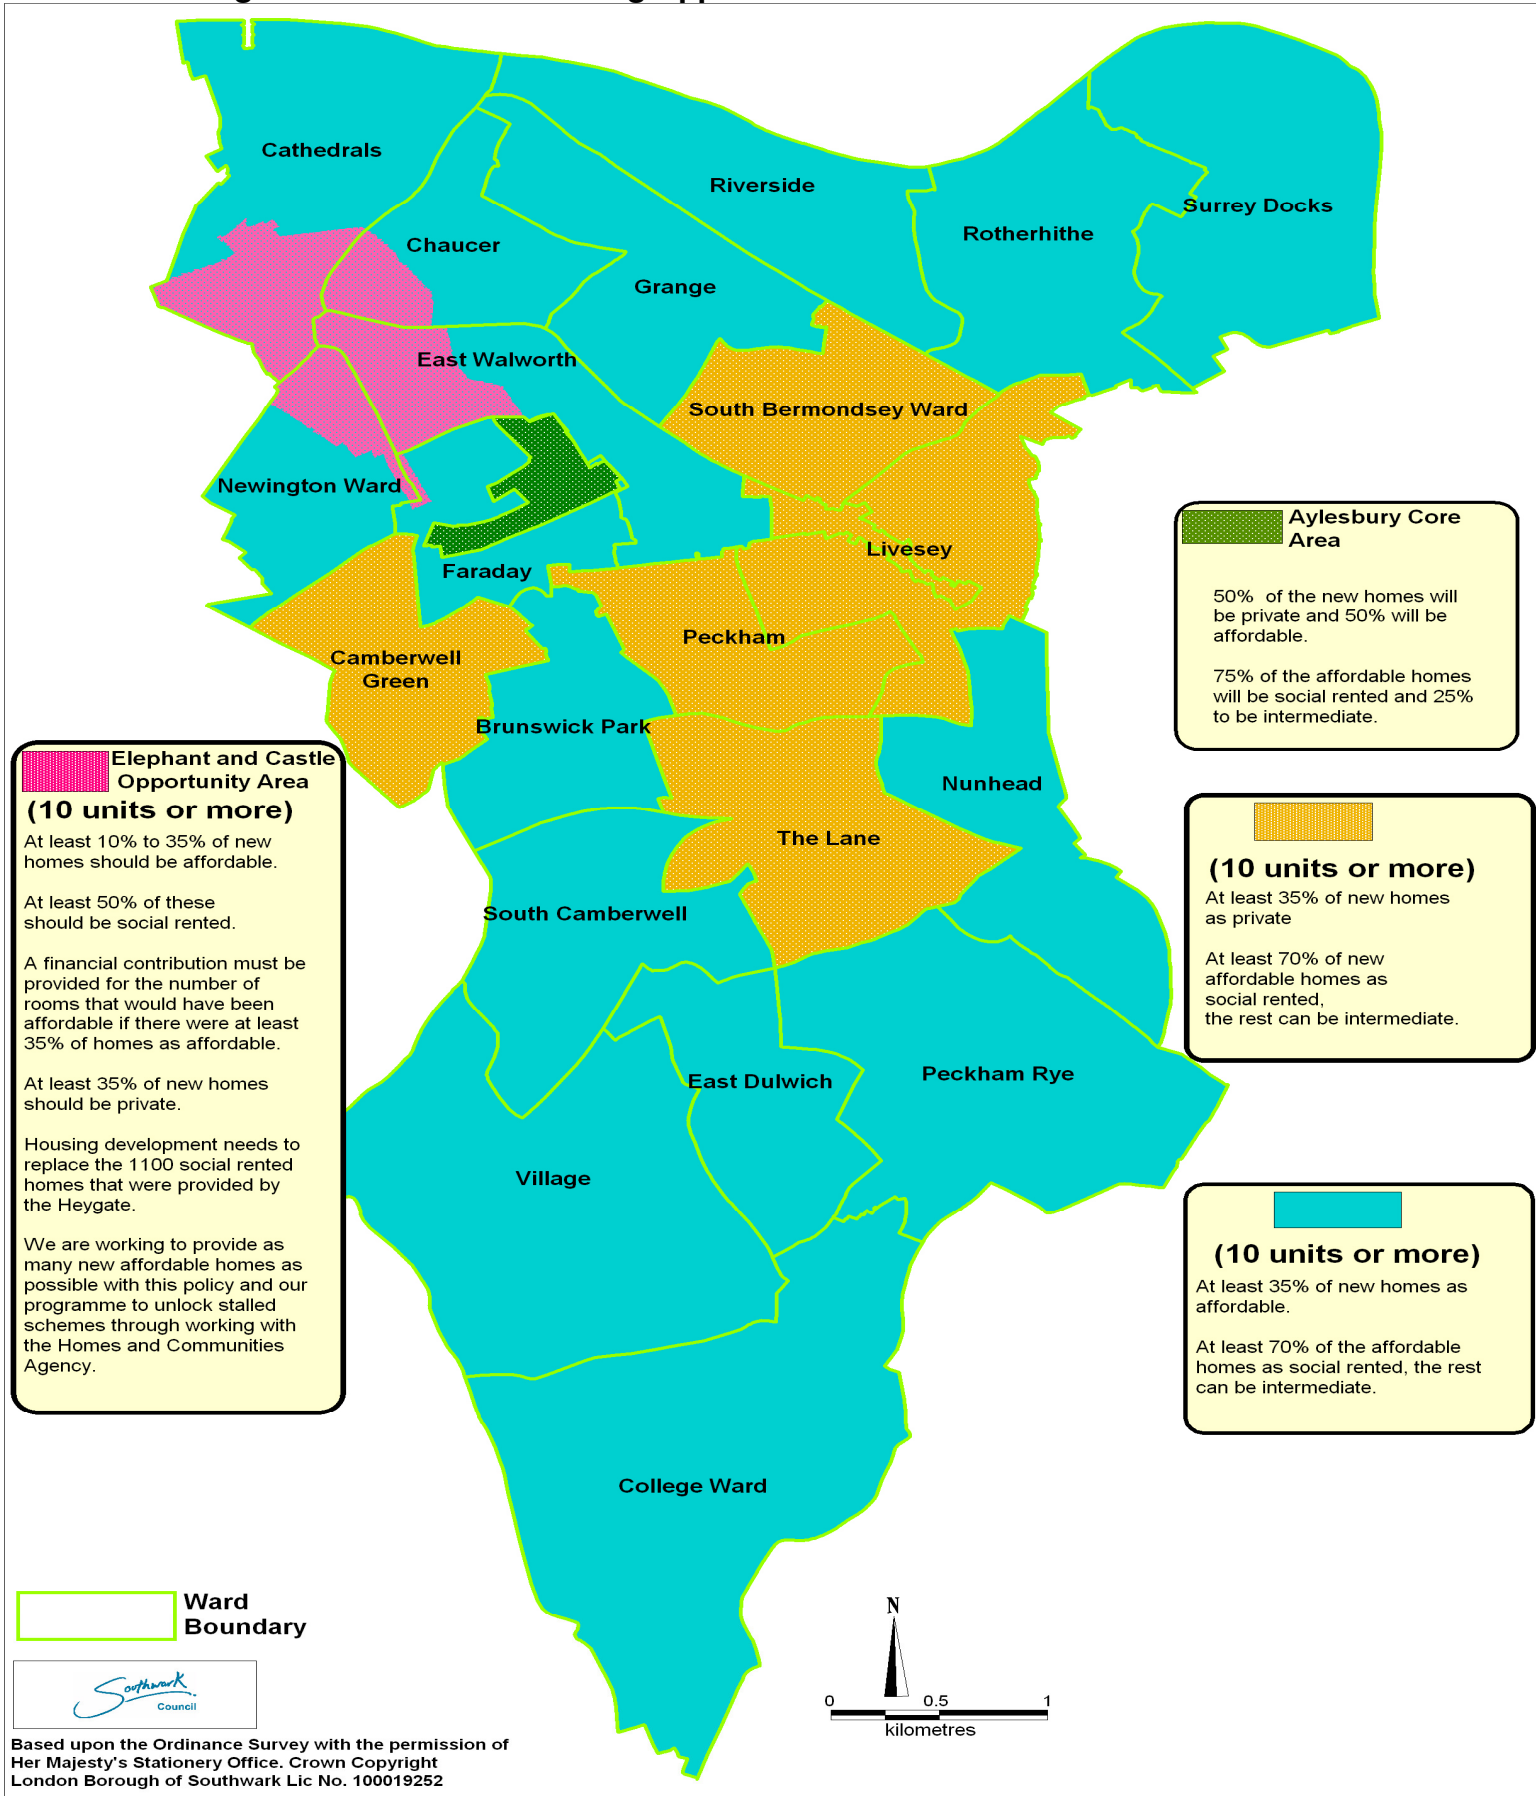 Cathedrals
Riverside
Surrey Docks
Rotherhithe
Chaucer
Grange
East Walworth
South Bermondsey Ward
Newington Ward
Livesey
Faraday
Peckham
Camberwell
Green
Brunswick Park
Nunhead
The Lane
South Camberwell
Peckham Rye
East Dulwich
Village
College Ward
Aylesbury Core
Area
50% of the new homes will
be private and 50% will be
affordable.
75% of the affordable homes
will be social rented and 25%
to be intermediate.
Elephant and Castle
Opportunity Area
(10 units or more)
At least 10% to 35% of new
homes should be affordable.
At least 50% of these
should be social rented.
A financial contribution must be
provided for the number of
rooms that would have been
affordable if there were at least
35% of homes as affordable.
At least 35% of new homes
should be private.
Housing development needs to
replace the 1100 social rented
homes that were provided by
the Heygate.
We are working to provide as
many new affordable homes as
possible with this policy and our
programme to unlock stalled
schemes through working with
the Homes and Communities
Agency.
(10 units or more)
At least 35% of new homes
as private
At least 70% of new
affordable homes as
social rented,
the rest can be intermediate.
(10 units or more)
At least 35% of new homes as
affordable.
At least 70% of the affordable
homes as social rented, the rest
can be intermediate.
Ward
Boundary
Southwark
Council
N
0 0.5 1
kilometres
Based upon the Ordinance Survey with the permission of
Her Majesty's Stationery Office. Crown Copyright
London Borough of Southwark Lic No. 100019252